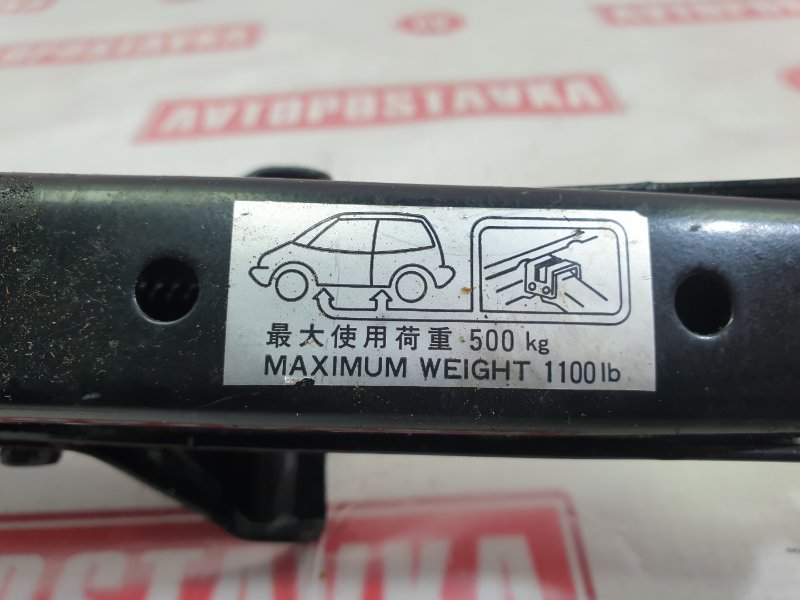 AVTOPOSTAVKA
最大使用荷重 500 kg
MAXIMUM WEIGHT 1100 lb